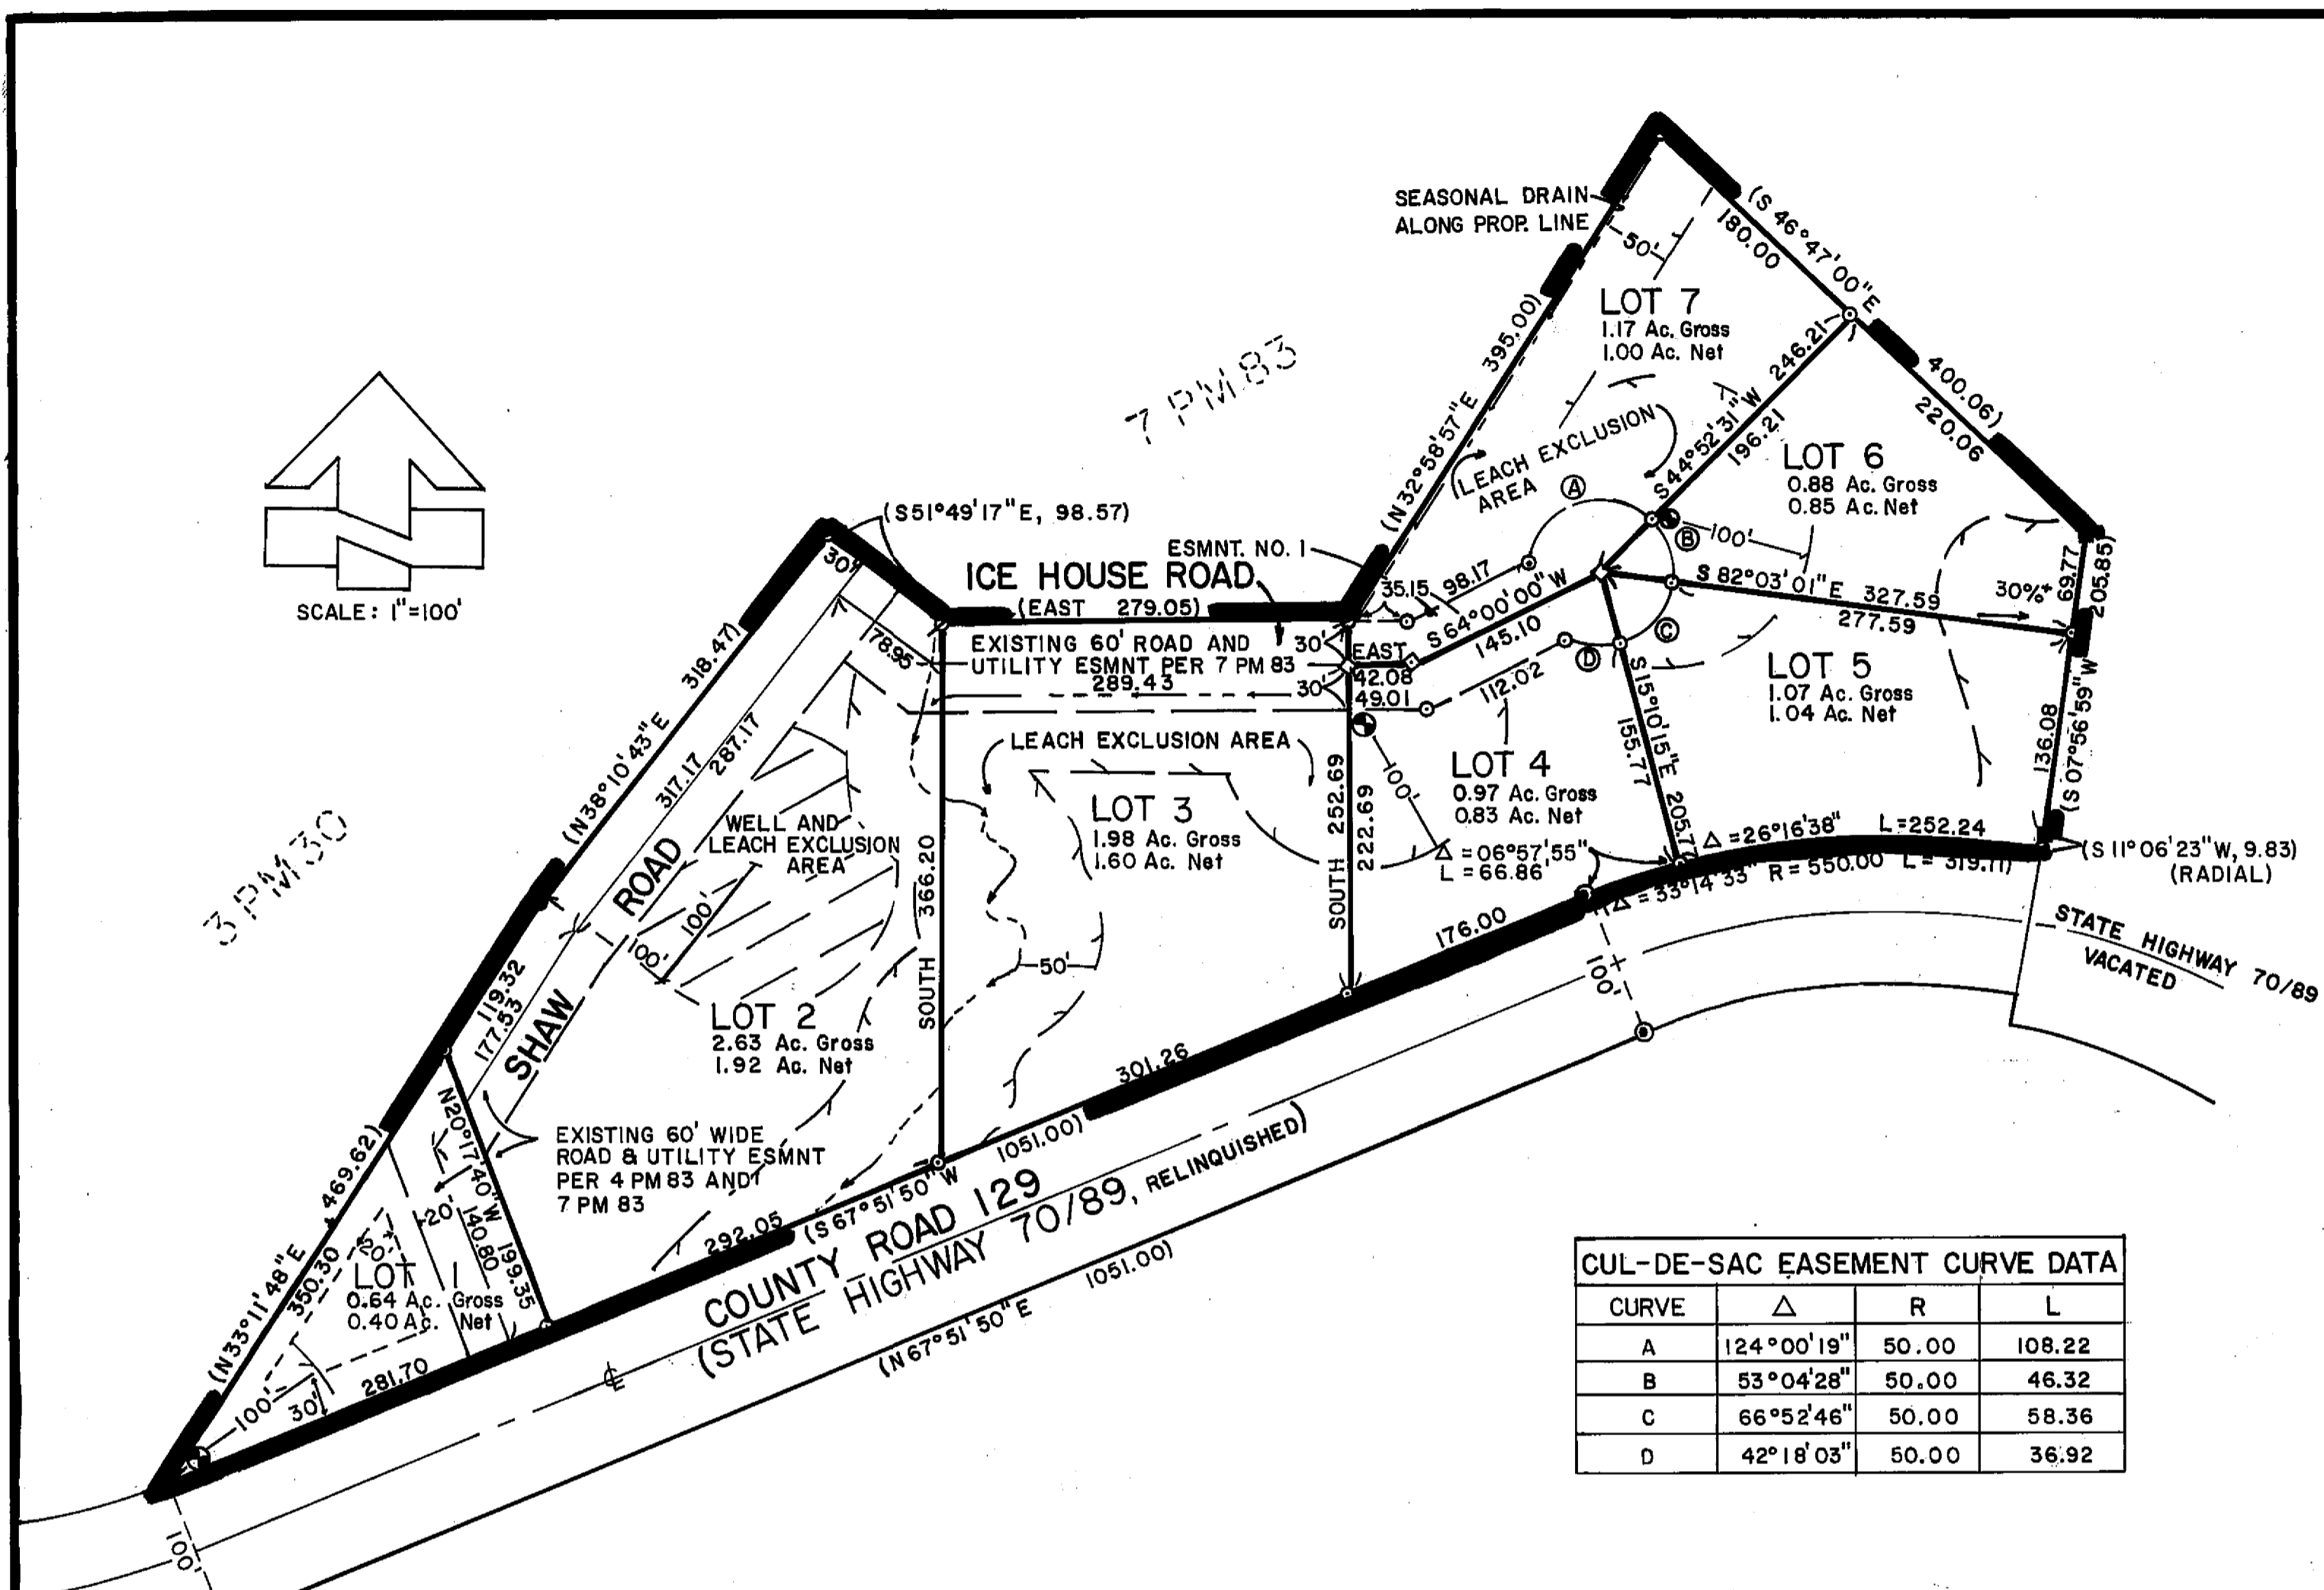 SCALE: 1"=100'
3 PM 30
7 PM 83
SEASONAL DRAIN
ALONG PROP. LINE
50'
(S 46°47'00" E
400.06)
180.00
220.06
LOT 7
1.17 Ac. Gross
1.00 Ac. Net
(N32°58'57"E 395.00)
(LEACH EXCLUSION
AREA
S44°52'31"W 246.21
196.21
LOT 6
0.88 Ac. Gross
0.85 Ac. Net
A
B
100'
C
D
S 82°03'01"E 327.59
277.59
30%+
69.77
205.85)
136.08
(S 07°56'59"W
LOT 5
1.07 Ac. Gross
1.04 Ac. Net
(S51°49'17"E, 98.57)
ESMNT. NO. 1
ICE HOUSE ROAD
(EAST 279.05)
35.15
98.17
S 64°00'00" W
145.10
EXISTING 60' ROAD AND
UTILITY ESMNT PER 7 PM 83
289.43
30'
30'
EAST
42.08
49.01
112.02
30'
78.95
318.47)
(N38°10'43"E
317.17
287.17
SHAW ROAD
WELL AND
LEACH EXCLUSION
AREA
100'
100'
LEACH EXCLUSION AREA
LOT 3
1.98 Ac. Gross
1.60 Ac. Net
SOUTH 366.20
50'
SOUTH 252.69
222.69
100'
LOT 4
0.97 Ac. Gross
0.83 Ac. Net
Δ =06°57'55"
L =66.86'
S15°10'15"E 205.77
155.77
Δ =26°16'38" L=252.24
Δ = 33°14'33" R=550.00 L= 319.11)
(S 11°06'23"W, 9.83)
(RADIAL)
STATE HIGHWAY 70/89
VACATED
176.00
100'
301.26
LOT 2
2.63 Ac. Gross
1.92 Ac. Net
119.32
177.53
EXISTING 60' WIDE
ROAD & UTILITY ESMNT
PER 4 PM 83 AND
7 PM 83
N20°17'40"W 199.35
140.80
20'
20'
469.62)
(N33°11'48"E
350.30
LOT 1
0.64 Ac. Gross
0.40 Ac. Net
100'
30'
281.70
292.05
(S 67°51'50"W
1051.00)
COUNTY ROAD 129
(STATE HIGHWAY 70/89, RELINQUISHED)
℄
(N 67°51'50"E 1051.00)
100'
CUL-DE-SAC EASEMENT CURVE DATA
CURVE Δ R L
A 124°00'19" 50.00 108.22
B 53°04'28" 50.00 46.32
C 66°52'46" 50.00 58.36
D 42°18'03" 50.00 36.92